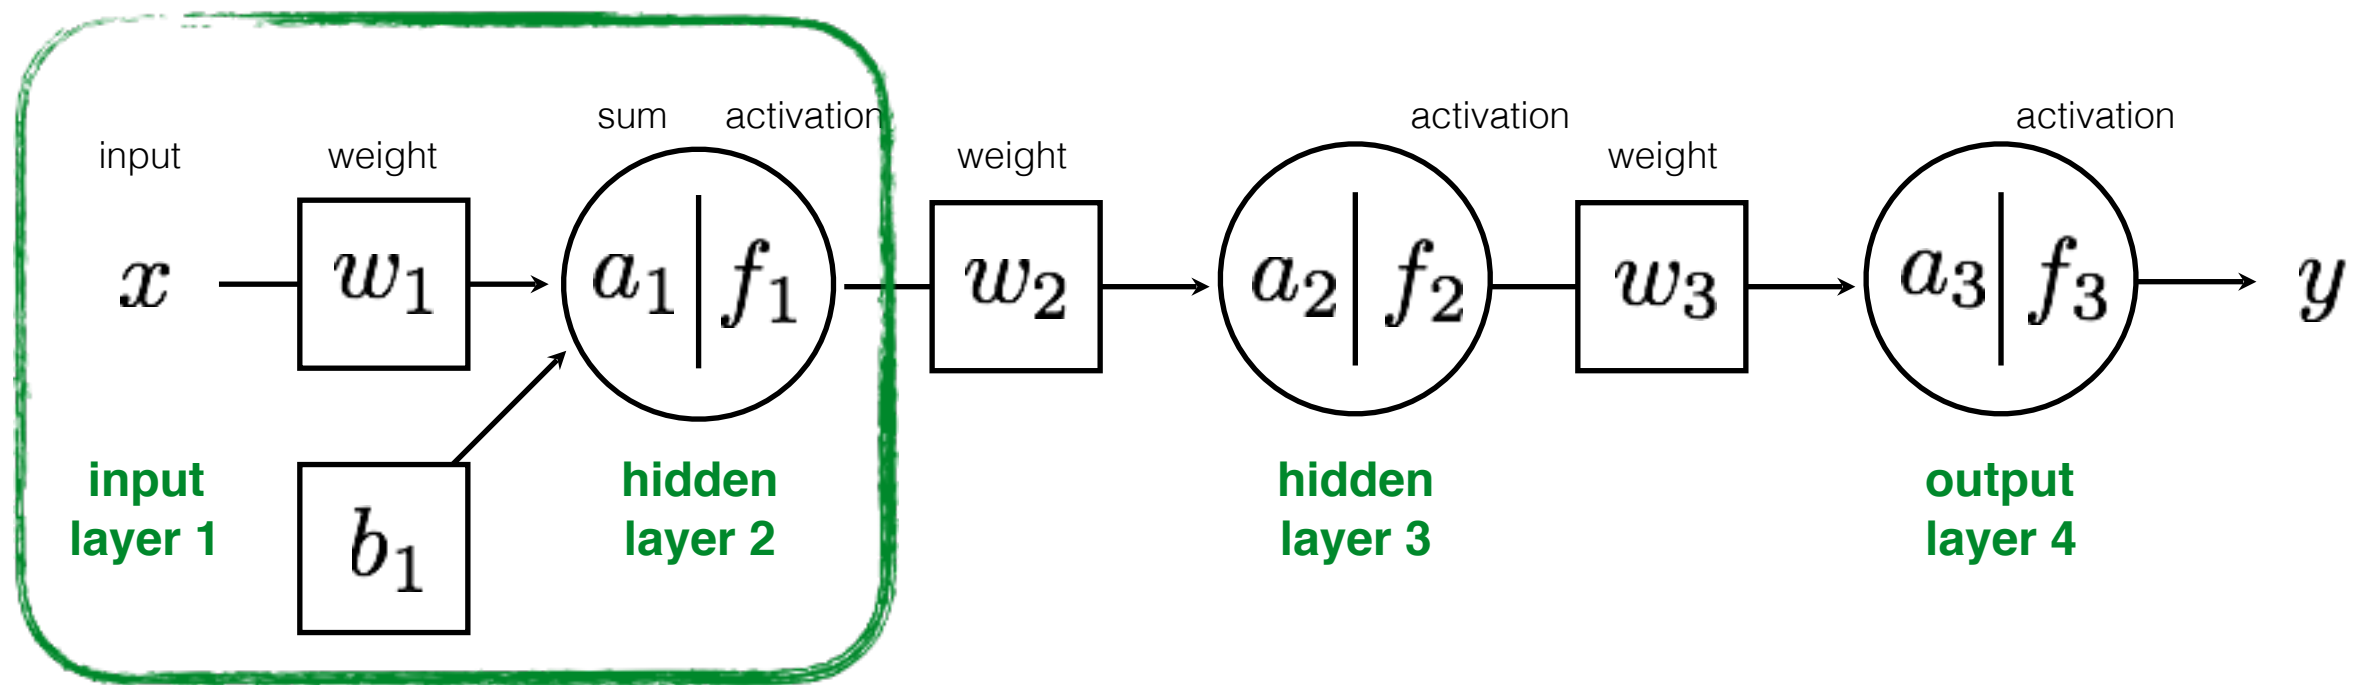 sum activation activation activation
input weight weight weight
x w₁ a₁ | f₁ w₂ a₂ | f₂ w₃ a₃ | f₃ y
input hidden hidden output
layer 1 layer 2 layer 3 layer 4
b₁